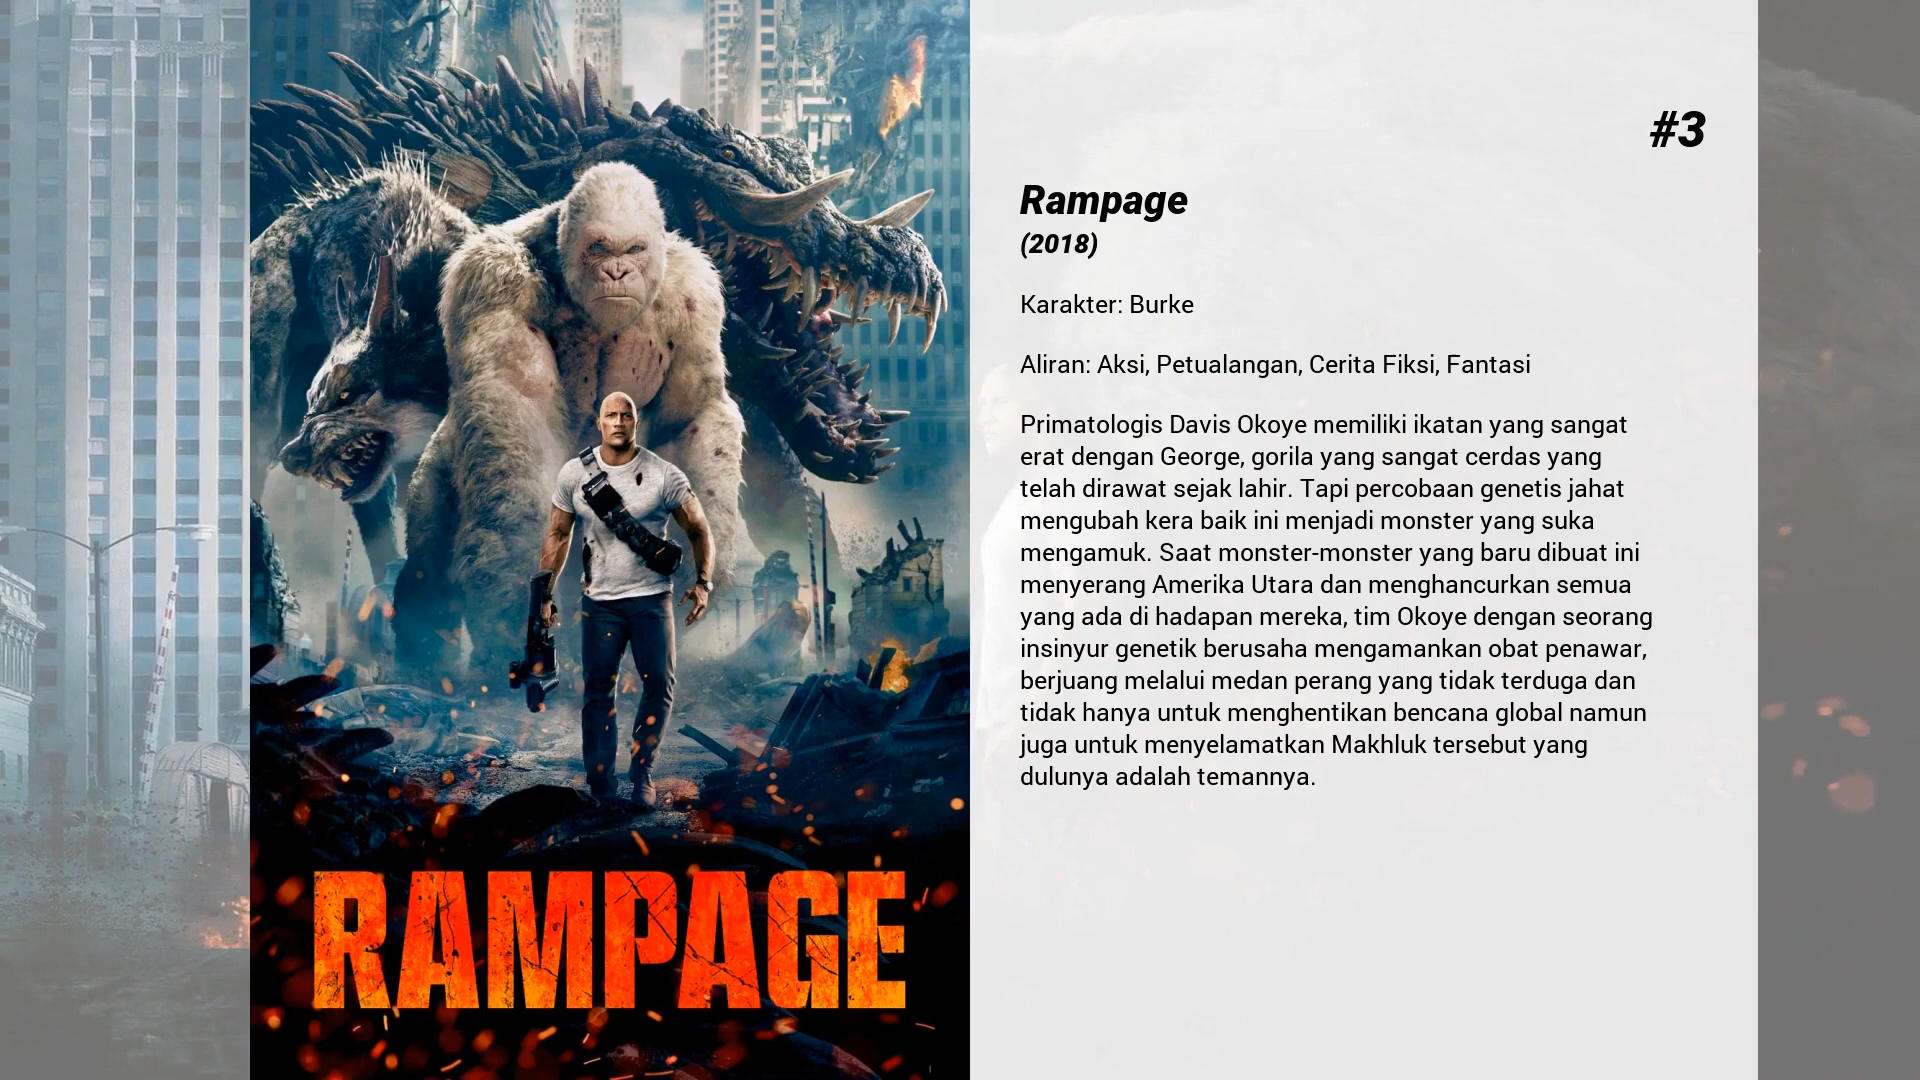 #3
Rampage
(2018)
Karakter: Burke
Aliran: Aksi, Petualangan, Cerita Fiksi, Fantasi
Primatologis Davis Okoye memiliki ikatan yang sangat
erat dengan George, gorila yang sangat cerdas yang
telah dirawat sejak lahir. Tapi percobaan genetis jahat
mengubah kera baik ini menjadi monster yang suka
mengamuk. Saat monster-monster yang baru dibuat ini
menyerang Amerika Utara dan menghancurkan semua
yang ada di hadapan mereka, tim Okoye dengan seorang
insinyur genetik berusaha mengamankan obat penawar,
berjuang melalui medan perang yang tidak terduga dan
tidak hanya untuk menghentikan bencana global namun
juga untuk menyelamatkan Makhluk tersebut yang
dulunya adalah temannya.
RAMPAGE